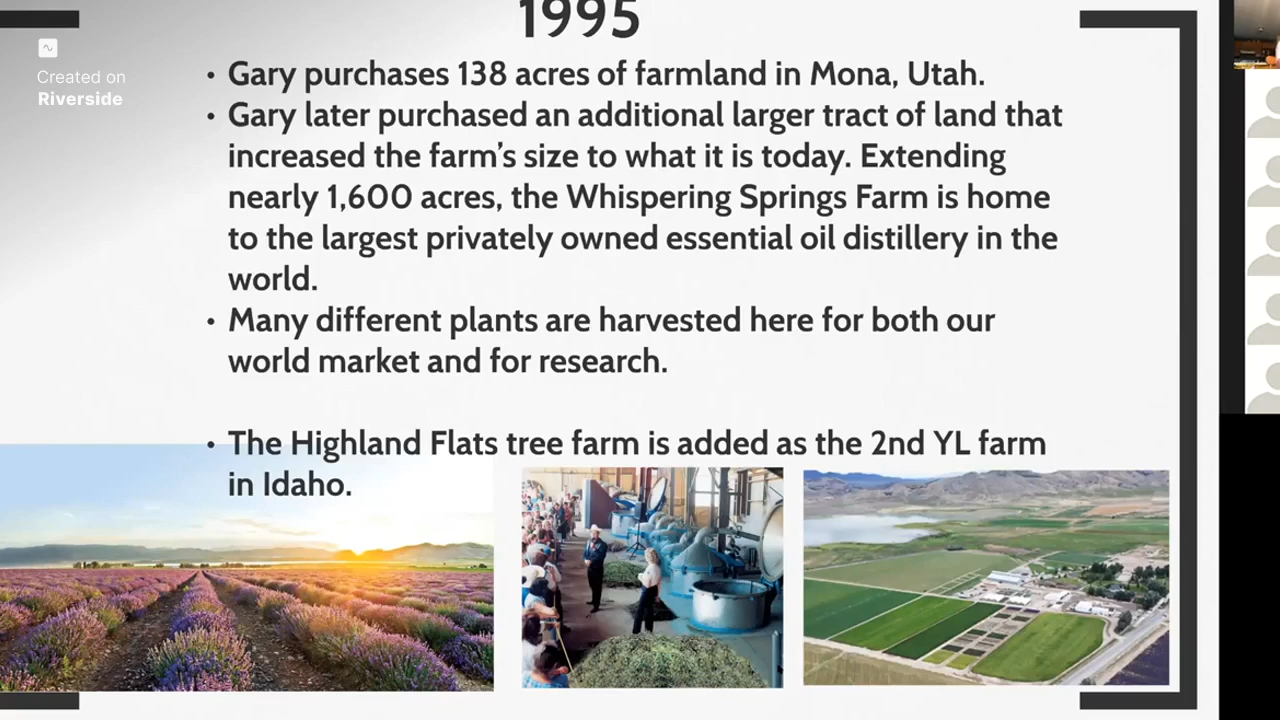 1995
Created on
Riverside
• Gary purchases 138 acres of farmland in Mona, Utah.
• Gary later purchased an additional larger tract of land that
increased the farm's size to what it is today. Extending
nearly 1,600 acres, the Whispering Springs Farm is home
to the largest privately owned essential oil distillery in the
world.
• Many different plants are harvested here for both our
world market and for research.
• The Highland Flats tree farm is added as the 2nd YL farm
in Idaho.